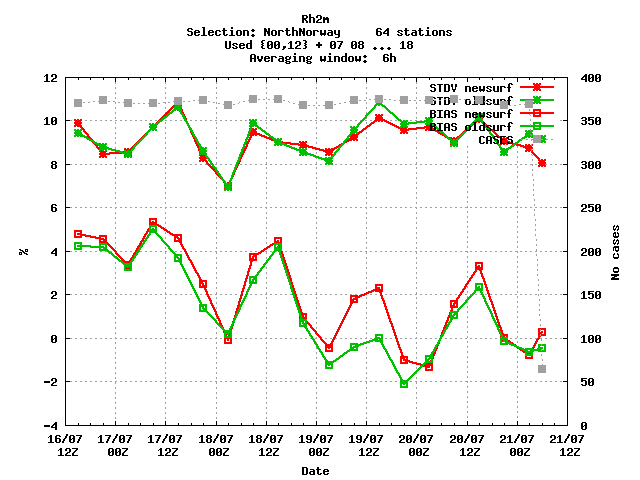 Rh2m
Selection: NorthNorway 64 stations
Used {00,12} + 07 08 ... 18
Averaging window: 6h
12 400
STDV newsurf
STDV oldsurf
10 350
BIAS newsurf
BIAS oldsurf
CASES
8 300
6 250
4 200
% No cases
2 150
0 100
-2 50
-4 0
16/07 17/07 17/07 18/07 18/07 19/07 19/07 20/07 20/07 21/07 21/07
12Z 00Z 12Z 00Z 12Z 00Z 12Z 00Z 12Z 00Z 12Z
Date